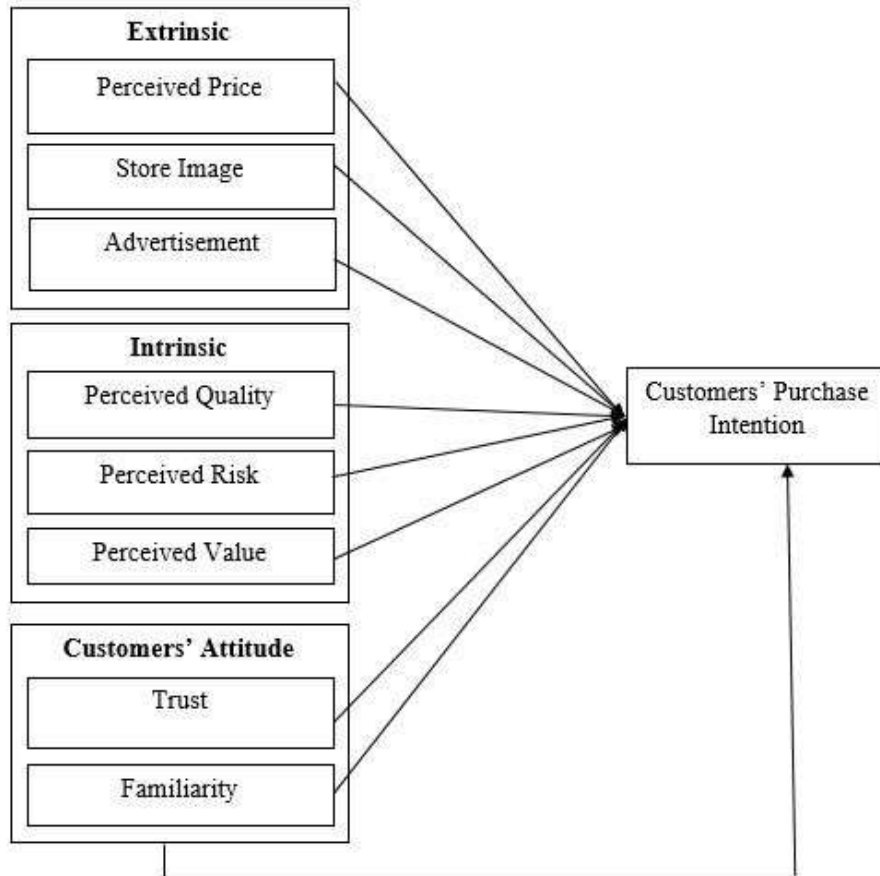 Extrinsic
Perceived Price
Store Image
Advertisement
Intrinsic
Perceived Quality
Perceived Risk
Perceived Value
Customers’ Attitude
Trust
Familiarity
Customers’ Purchase
Intention